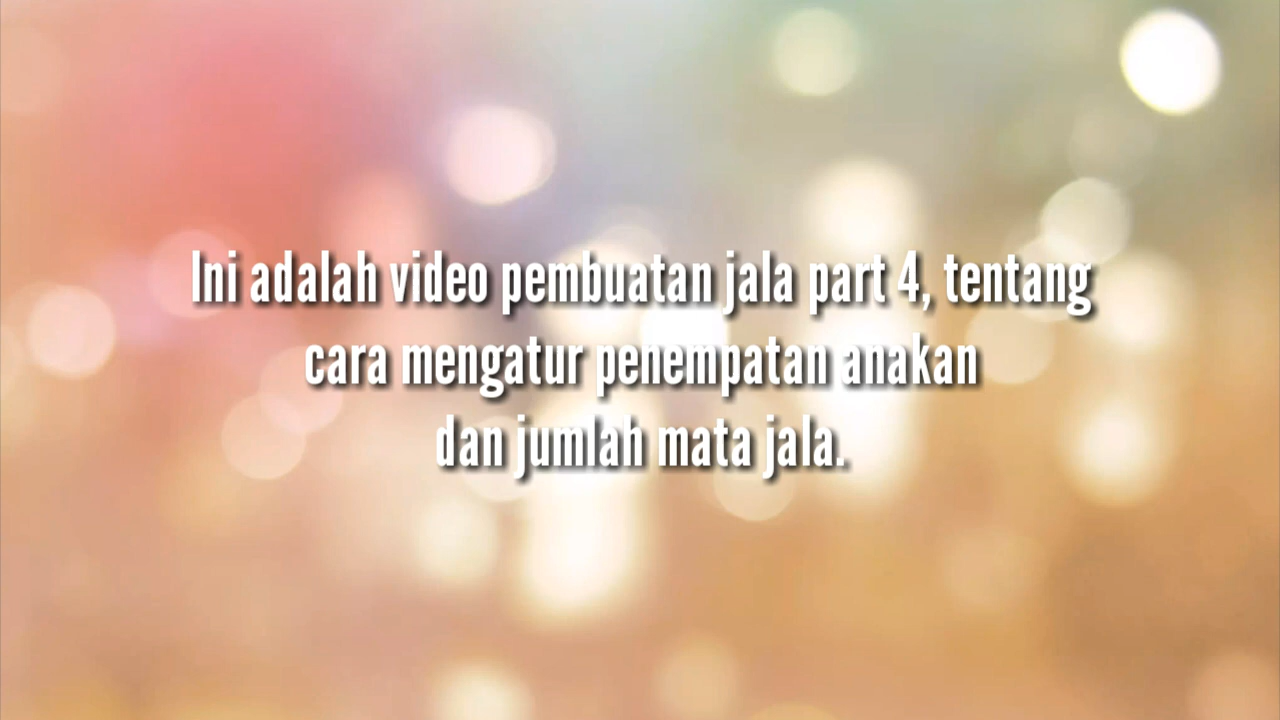 Ini adalah video pembuatan jala part 4, tentang
cara mengatur penempatan anakan
dan jumlah mata jala.